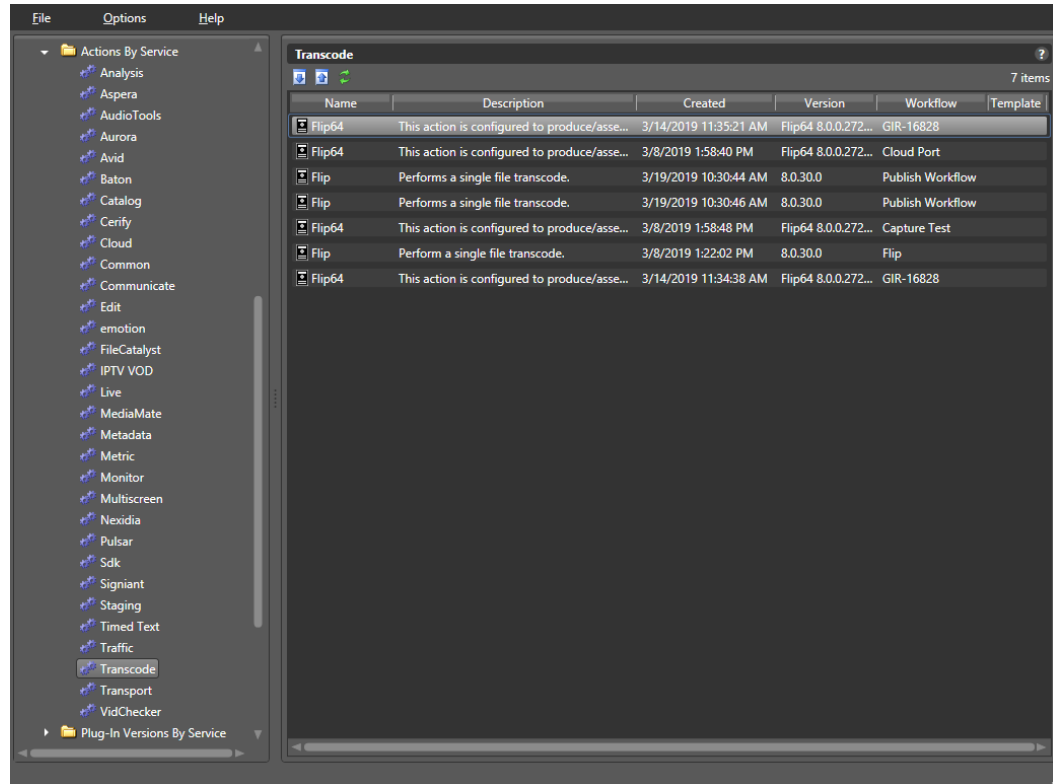 File Options Help
Actions By Service
Analysis
Aspera
AudioTools
Aurora
Avid
Baton
Catalog
Cerify
Cloud
Common
Communicate
Edit
emotion
FileCatalyst
IPTV VOD
Live
MediaMate
Metadata
Metric
Monitor
Multiscreen
Nexidia
Pulsar
Sdk
Signiant
Staging
Timed Text
Traffic
Transcode
Transport
VidChecker
Plug-In Versions By Service
Transcode ?
7 items
Name Description Created Version Workflow Template
Flip64 This action is configured to produce/asse... 3/14/2019 11:35:21 AM Flip64 8.0.0.272... GIR-16828
Flip64 This action is configured to produce/asse... 3/8/2019 1:58:40 PM Flip64 8.0.0.272... Cloud Port
Flip Performs a single file transcode. 3/19/2019 10:30:44 AM 8.0.30.0 Publish Workflow
Flip Performs a single file transcode. 3/19/2019 10:30:46 AM 8.0.30.0 Publish Workflow
Flip64 This action is configured to produce/asse... 3/8/2019 1:58:48 PM Flip64 8.0.0.272... Capture Test
Flip Perform a single file transcode. 3/8/2019 1:22:02 PM 8.0.30.0 Flip
Flip64 This action is configured to produce/asse... 3/14/2019 11:34:38 AM Flip64 8.0.0.272... GIR-16828